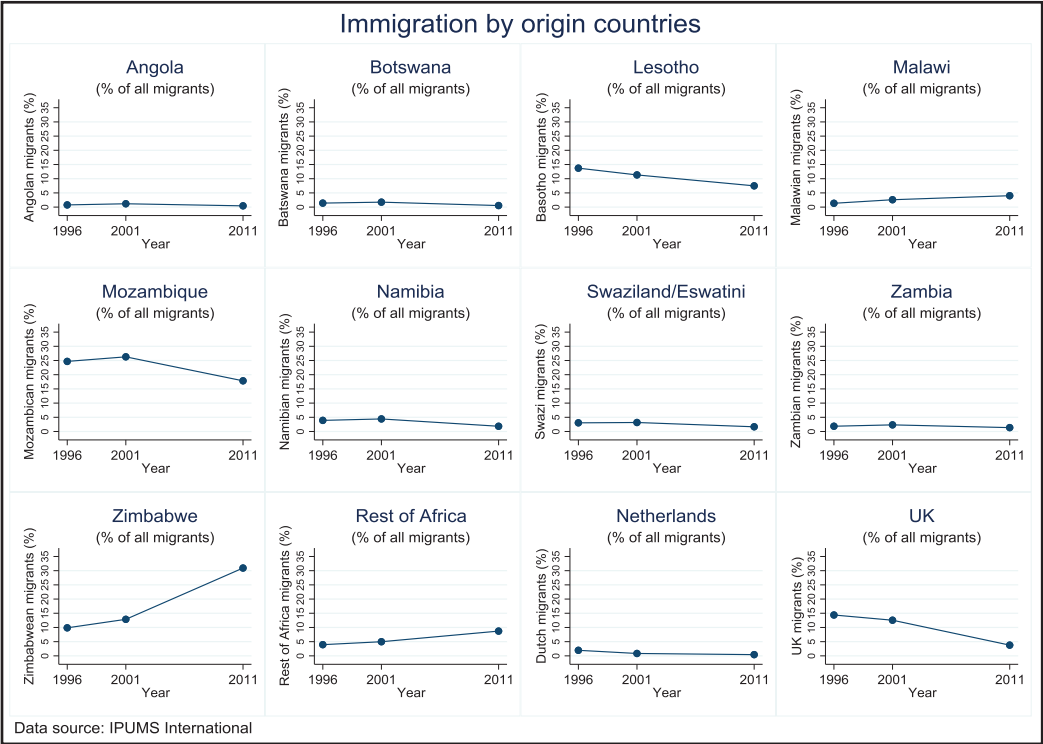 Immigration by origin countries
Angola
(% of all migrants)
Angolan migrants (%)
0 5 10 15 20 25 30 35
1996 2001 2011
Year
Botswana
(% of all migrants)
Batswana migrants (%)
0 5 10 15 20 25 30 35
1996 2001 2011
Year
Lesotho
(% of all migrants)
Basotho migrants (%)
0 5 10 15 20 25 30 35
1996 2001 2011
Year
Malawi
(% of all migrants)
Malawian migrants (%)
0 5 10 15 20 25 30 35
1996 2001 2011
Year
Mozambique
(% of all migrants)
Mozambican migrants (%)
0 5 10 15 20 25 30 35
1996 2001 2011
Year
Namibia
(% of all migrants)
Namibian migrants (%)
0 5 10 15 20 25 30 35
1996 2001 2011
Year
Swaziland/Eswatini
(% of all migrants)
Swazi migrants (%)
0 5 10 15 20 25 30 35
1996 2001 2011
Year
Zambia
(% of all migrants)
Zambian migrants (%)
0 5 10 15 20 25 30 35
1996 2001 2011
Year
Zimbabwe
(% of all migrants)
Zimbabwean migrants (%)
0 5 10 15 20 25 30 35
1996 2001 2011
Year
Rest of Africa
(% of all migrants)
Rest of Africa migrants (%)
0 5 10 15 20 25 30 35
1996 2001 2011
Year
Netherlands
(% of all migrants)
Dutch migrants (%)
0 5 10 15 20 25 30 35
1996 2001 2011
Year
UK
(% of all migrants)
UK migrants (%)
0 5 10 15 20 25 30 35
1996 2001 2011
Year
Data source: IPUMS International